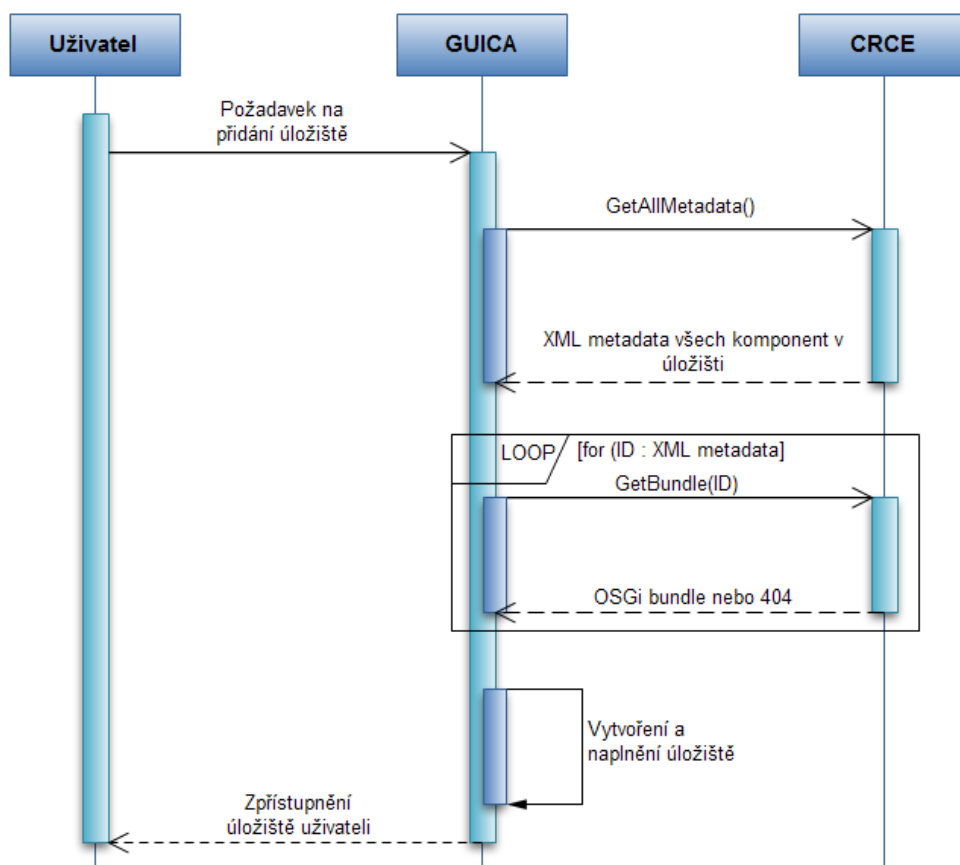 Uživatel
GUICA
CRCE
Požadavek na
přidání úložiště
GetAllMetadata()
XML metadata všech komponent v
úložišti
LOOP
[for (ID : XML metadata]
GetBundle(ID)
OSGi bundle nebo 404
Vytvoření a
naplnění úložiště
Zpřístupnění
úložiště uživateli